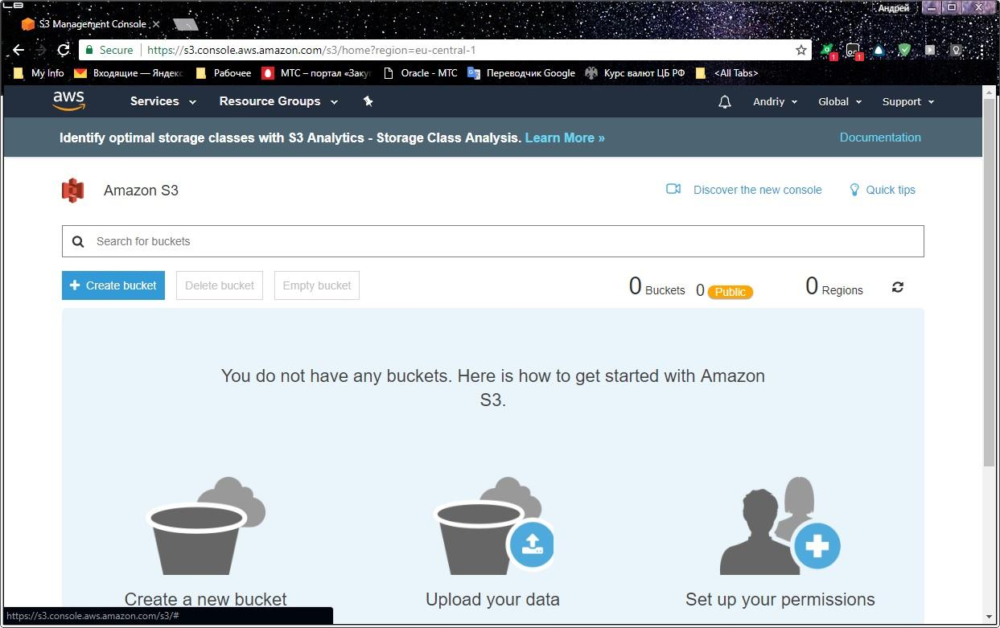 Андрей
S3 Management Console
Secure https://s3.console.aws.amazon.com/s3/home?region=eu-central-1
1 1
My Info Входящие — Яндекс Рабочее МТС – портал «Заку Oracle - МТС Переводчик Google Курс валют ЦБ РФ <All Tabs>
aws Services Resource Groups Andriy Global Support
Identify optimal storage classes with S3 Analytics - Storage Class Analysis. Learn More » Documentation
Amazon S3 Discover the new console Quick tips
Search for buckets
Create bucket Delete bucket Empty bucket 0 Buckets 0 Public 0 Regions
You do not have any buckets. Here is how to get started with Amazon
S3.
Create a new bucket Upload your data Set up your permissions
https://s3.console.aws.amazon.com/s3/#